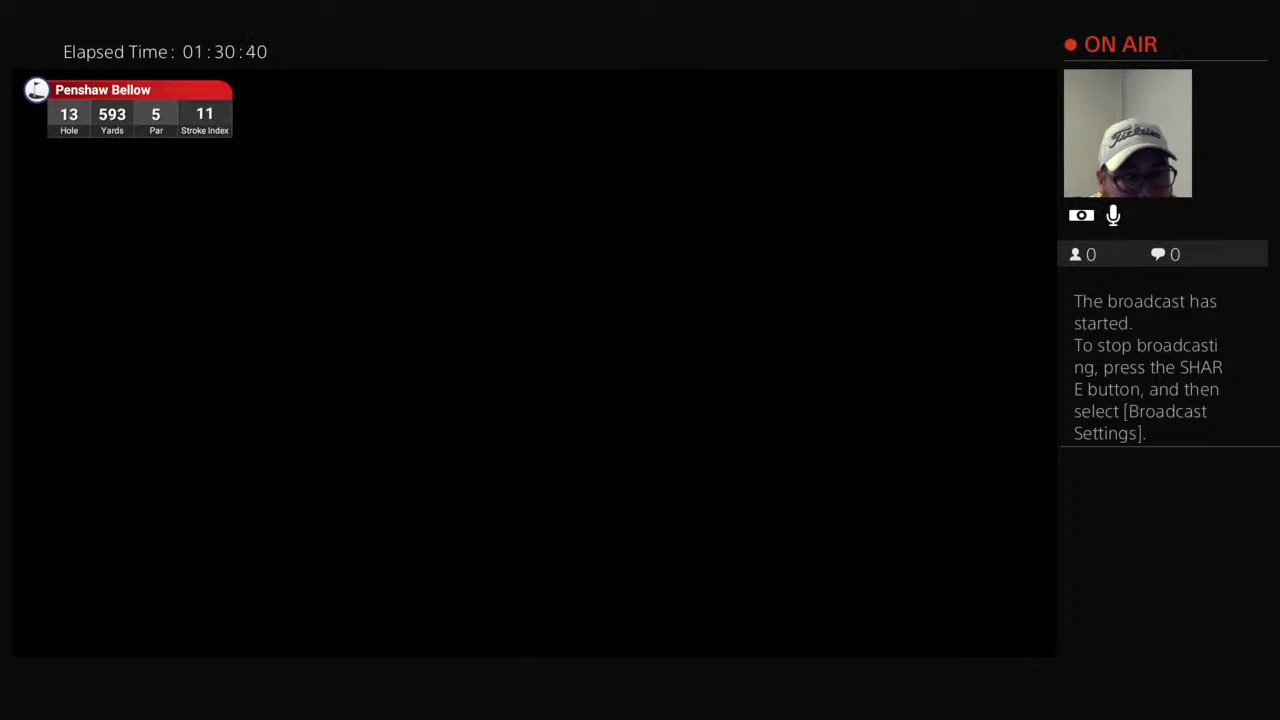 Elapsed Time: 01:30:40
ON AIR
Penshaw Bellow
13 593 5 11
Hole Yards Par Stroke Index
Titleist
0 0
The broadcast has
started.
To stop broadcasti
ng, press the SHAR
E button, and then
select [Broadcast
Settings].